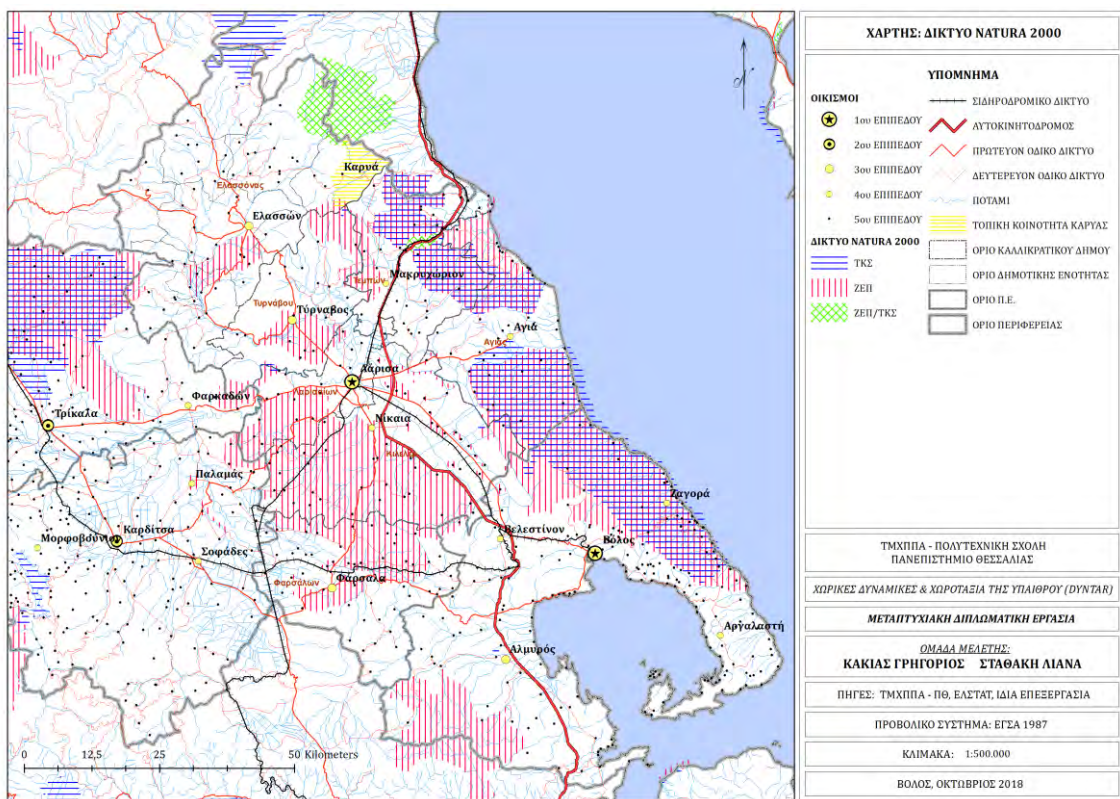 Καρυά
Ελασσόνας
Ελασσών
Μακρυχώριον
Τεμπών
Τυρνάβου
Τύρναβος
Αγιά
Αγιάς
Λάρισα
Λαρισαίων
Φαρκαδών
Τρίκαλα
Νίκαια
Κιλελέρ
Παλαμάς
Ζαγορά
Καρδίτσα
Μορφοβούνιον
Σοφάδες
Βελεστίνον
Βόλος
Φαρσάλων
Φάρσαλα
Αργαλαστή
Αλμυρός
0 12,5 25 50 Kilometers
ΧΑΡΤΗΣ: ΔΙΚΤΥΟ NATURA 2000
ΥΠΟΜΝΗΜΑ
ΟΙΚΙΣΜΟΙ
1ου ΕΠΙΠΕΔΟΥ
2ου ΕΠΙΠΕΔΟΥ
3ου ΕΠΙΠΕΔΟΥ
4ου ΕΠΙΠΕΔΟΥ
5ου ΕΠΙΠΕΔΟΥ
ΔΙΚΤΥΟ NATURA 2000
ΤΚΣ
ΖΕΠ
ΖΕΠ/ΤΚΣ
ΣΙΔΗΡΟΔΡΟΜΙΚΟ ΔΙΚΤΥΟ
ΑΥΤΟΚΙΝΗΤΟΔΡΟΜΟΣ
ΠΡΩΤΕΥΟΝ ΟΔΙΚΟ ΔΙΚΤΥΟ
ΔΕΥΤΕΡΕΥΟΝ ΟΔΙΚΟ ΔΙΚΤΥΟ
ΠΟΤΑΜΙ
ΤΟΠΙΚΗ ΚΟΙΝΟΤΗΤΑ ΚΑΡΥΑΣ
ΟΡΙΟ ΚΑΛΛΙΚΡΑΤΙΚΟΥ ΔΗΜΟΥ
ΟΡΙΟ ΔΗΜΟΤΙΚΗΣ ΕΝΟΤΗΤΑΣ
ΟΡΙΟ Π.Ε.
ΟΡΙΟ ΠΕΡΙΦΕΡΕΙΑΣ
ΤΜΧΠΠΑ - ΠΟΛΥΤΕΧΝΙΚΗ ΣΧΟΛΗ
ΠΑΝΕΠΙΣΤΗΜΙΟ ΘΕΣΣΑΛΙΑΣ
ΧΩΡΙΚΕΣ ΔΥΝΑΜΙΚΕΣ & ΧΩΡΟΤΑΞΙΑ ΤΗΣ ΥΠΑΙΘΡΟΥ (DYNTAR)
ΜΕΤΑΠΤΥΧΙΑΚΗ ΔΙΠΛΩΜΑΤΙΚΗ ΕΡΓΑΣΙΑ
ΟΜΑΔΑ ΜΕΛΕΤΗΣ:
ΚΑΚΙΑΣ ΓΡΗΓΟΡΙΟΣ ΣΤΑΘΑΚΗ ΛΙΑΝΑ
ΠΗΓΕΣ: ΤΜΧΠΠΑ - ΠΘ, ΕΛΣΤΑΤ, ΙΔΙΑ ΕΠΕΞΕΡΓΑΣΙΑ
ΠΡΟΒΟΛΙΚΟ ΣΥΣΤΗΜΑ: ΕΓΣΑ 1987
ΚΛΙΜΑΚΑ: 1:500.000
ΒΟΛΟΣ, ΟΚΤΩΒΡΙΟΣ 2018